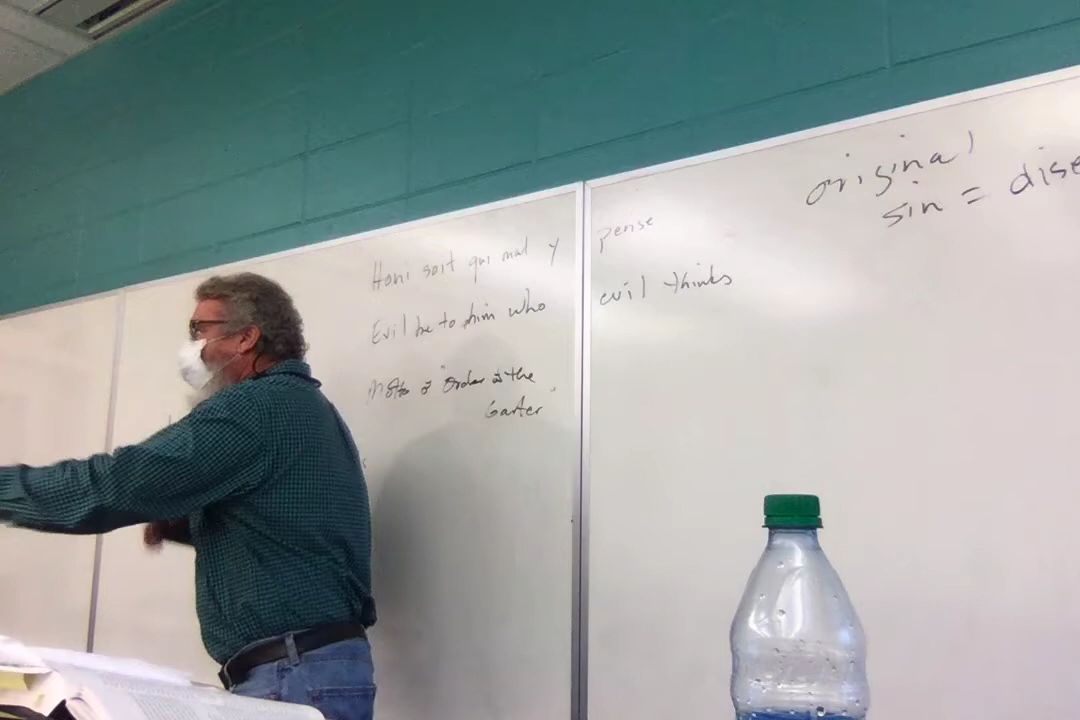 Honi soit qui mal y pense
Evil be to him who evil thinks
Motto of "Order of the
Garter"
original
sin = dise